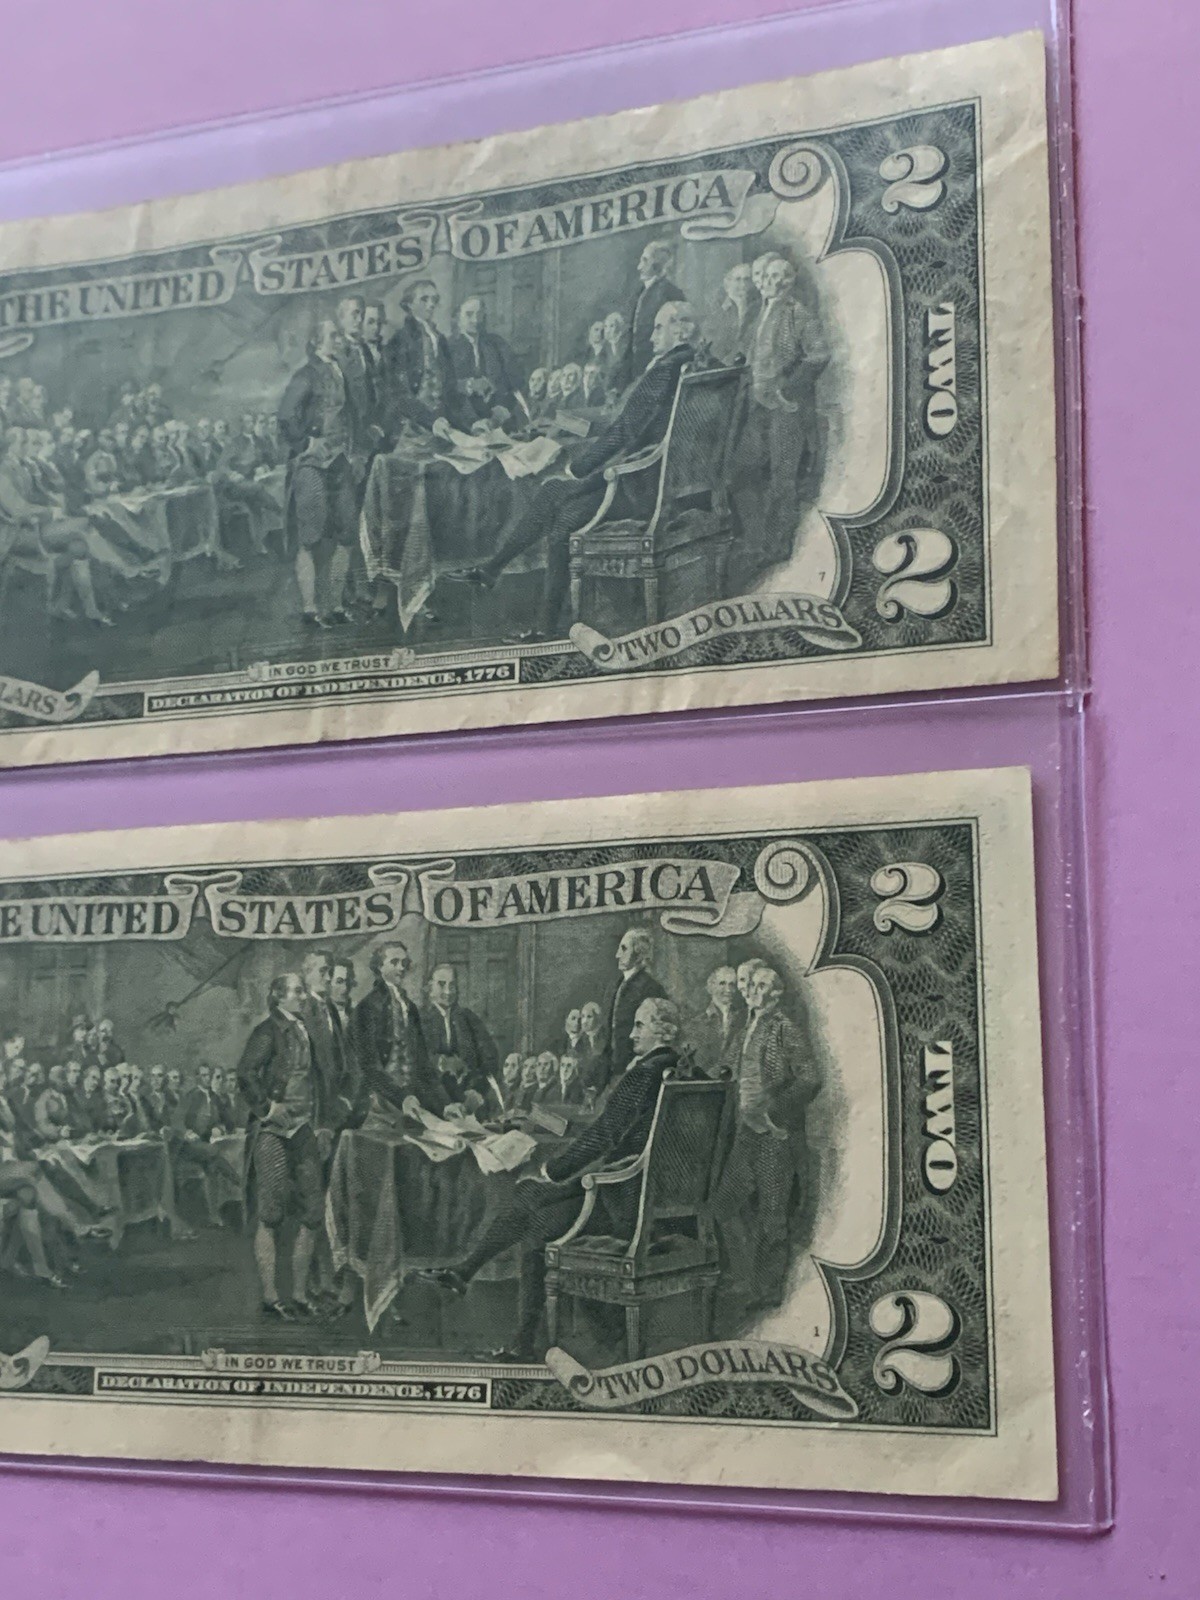 THE UNITED STATES OF AMERICA
2
TWO
2
7
TWO DOLLARS
LARS
IN GOD WE TRUST
DECLARATION OF INDEPENDENCE, 1776
E UNITED STATES OF AMERICA
2
TWO
2
1
TWO DOLLARS
IN GOD WE TRUST
DECLARATION OF INDEPENDENCE, 1776